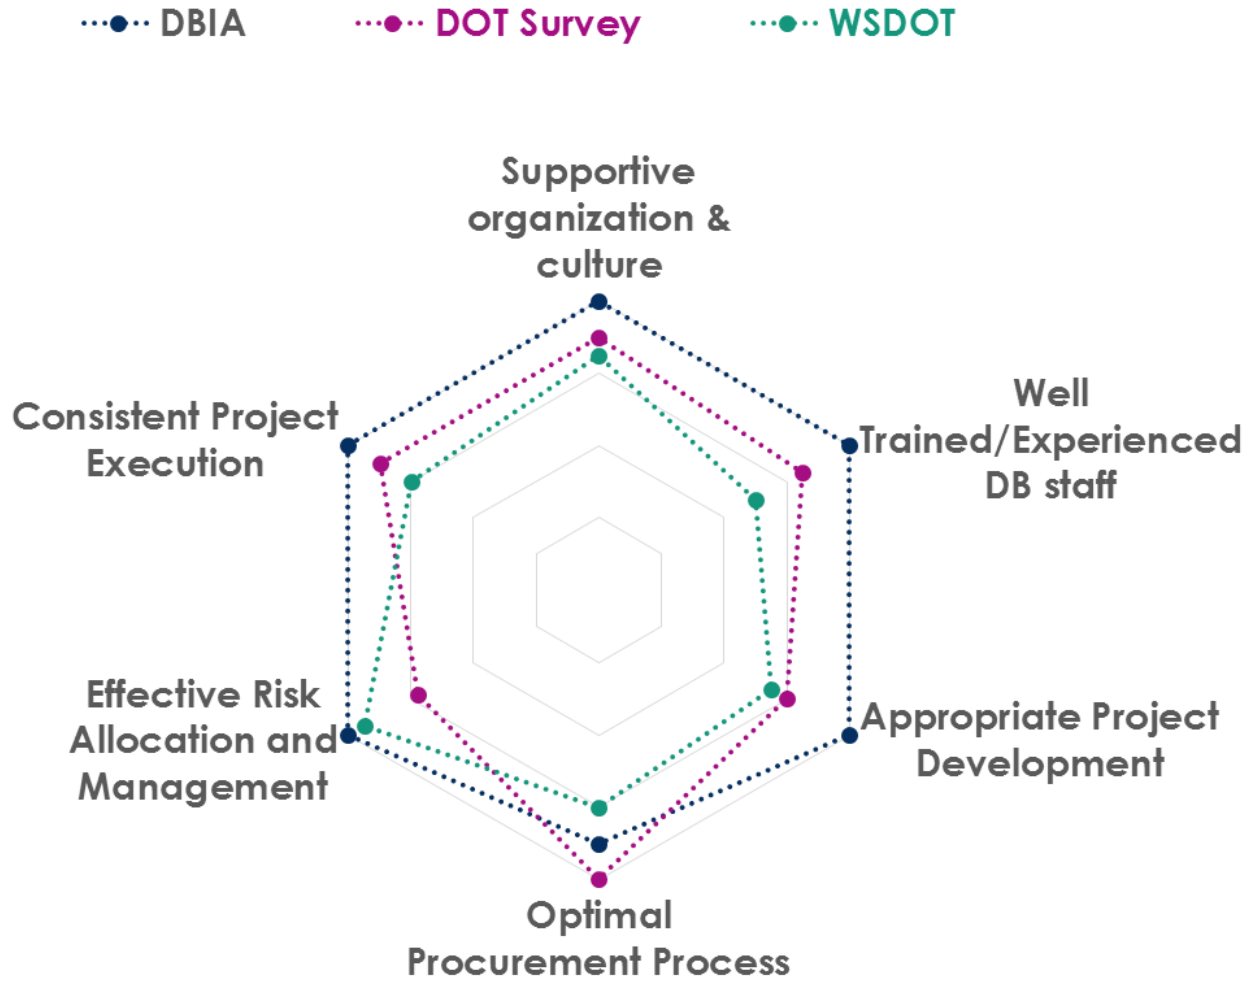 DBIA DOT Survey WSDOT
Supportive
organization &
culture
Well
Trained/Experienced
DB staff
Consistent Project
Execution
Effective Risk
Allocation and
Management
Appropriate Project
Development
Optimal
Procurement Process